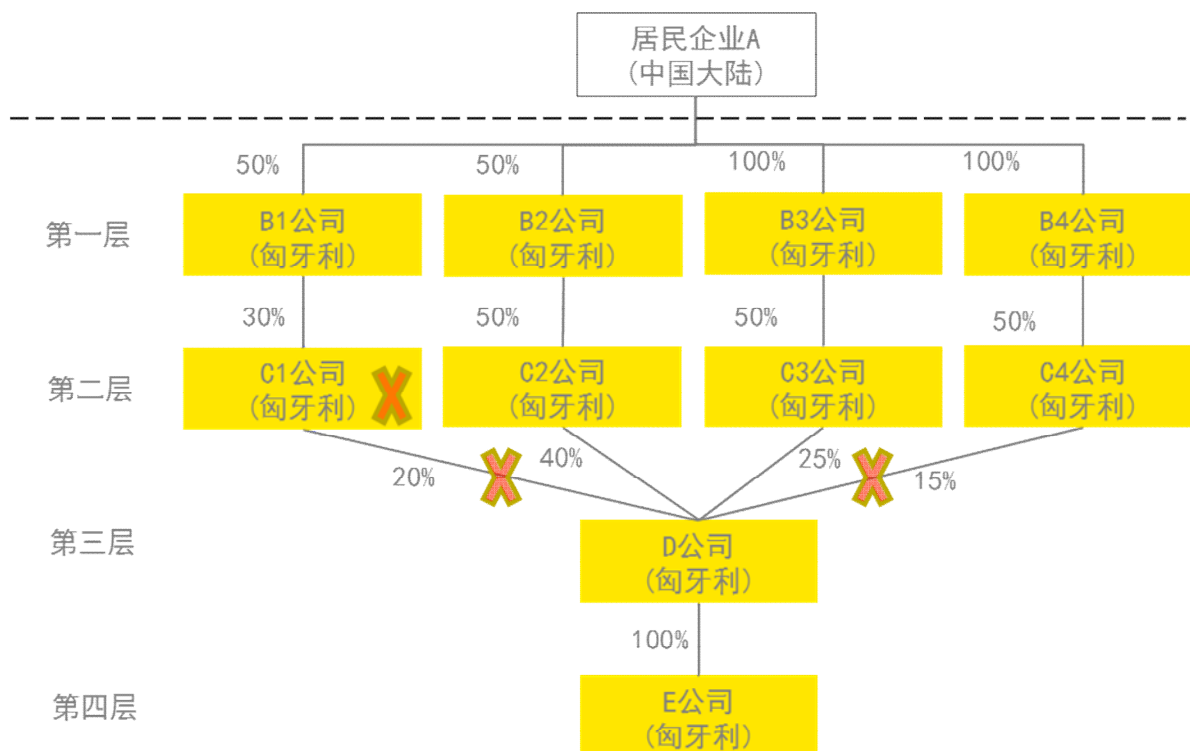 居民企业A
(中国大陆)
50%
50%
100%
100%
第一层
B1公司
(匈牙利)
B2公司
(匈牙利)
B3公司
(匈牙利)
B4公司
(匈牙利)
30%
50%
50%
50%
第二层
C1公司
(匈牙利)
C2公司
(匈牙利)
C3公司
(匈牙利)
C4公司
(匈牙利)
20%
40%
25%
15%
第三层
D公司
(匈牙利)
100%
第四层
E公司
(匈牙利)